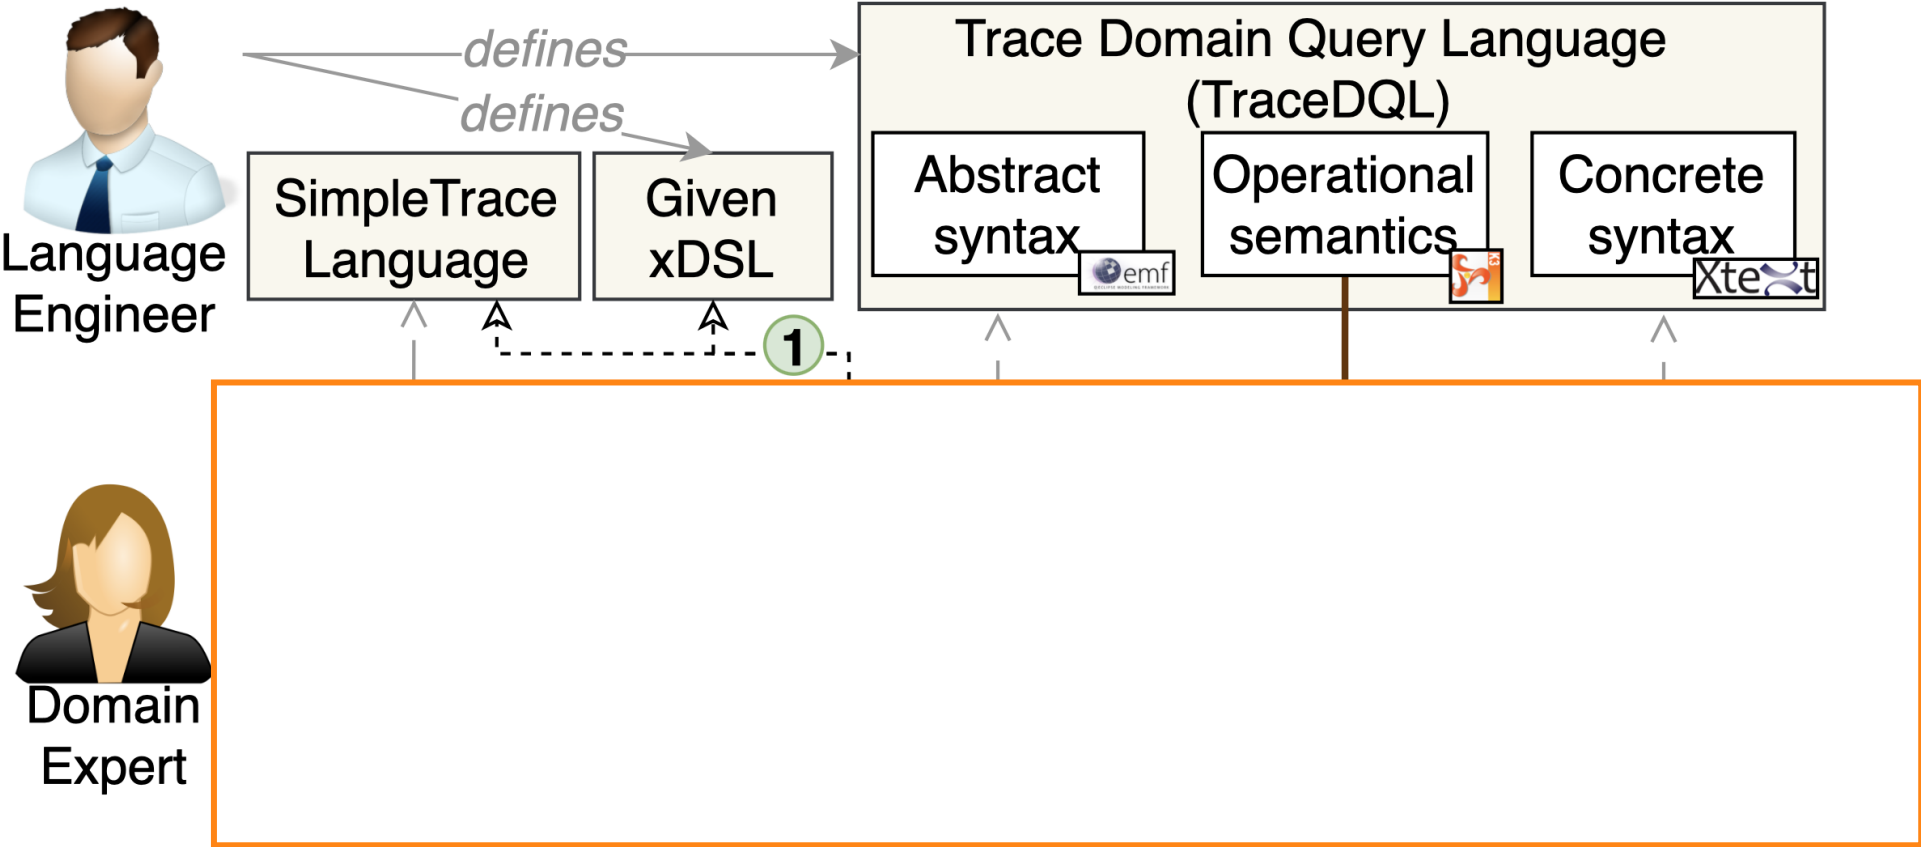 defines
defines
Language
Engineer
SimpleTrace
Language
Given
xDSL
Trace Domain Query Language
(TraceDQL)
Abstract
syntax
emf
Operational
semantics
K3
Concrete
syntax
Xtext
1
Domain
Expert